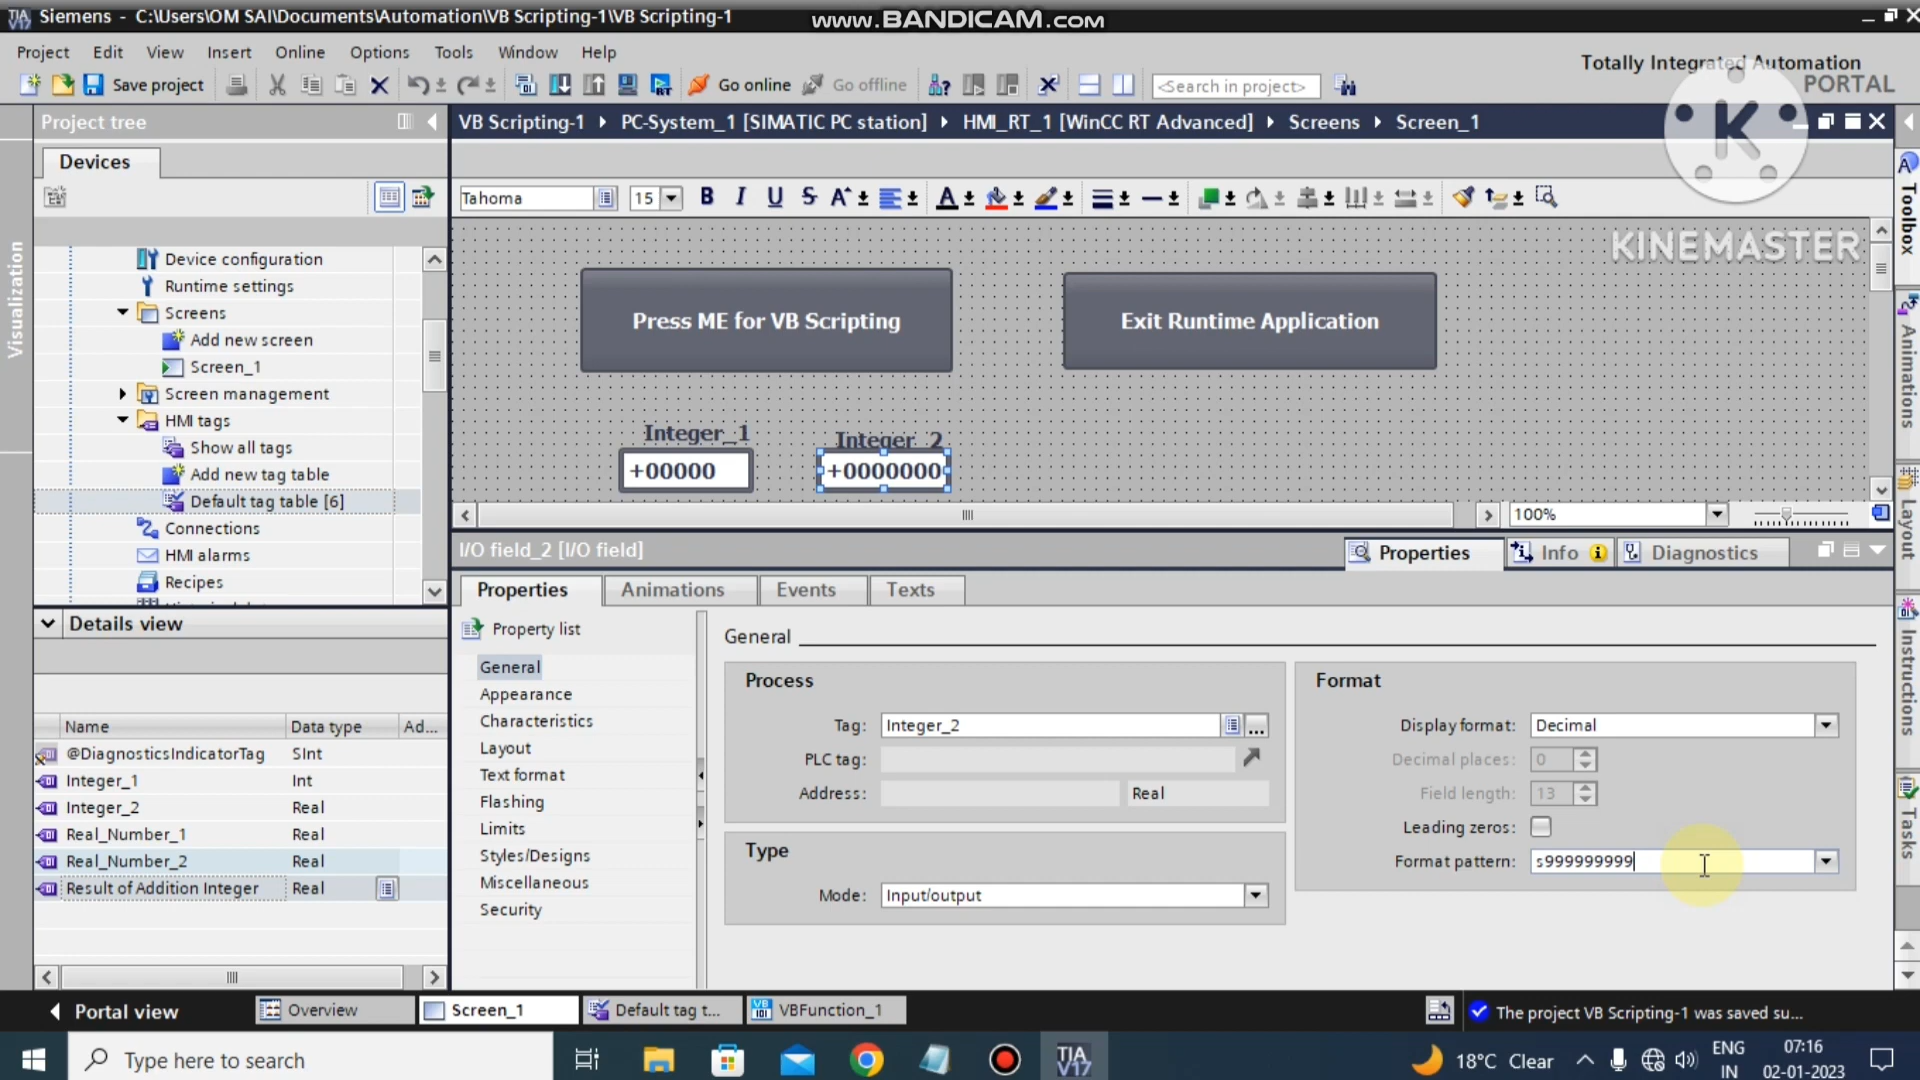 Siemens - C:\Users\OM SAI\Documents\Automation\VB Scripting-1\VB Scripting-1
www.BANDICAM.com
Project Edit View Insert Online Options Tools Window Help
Totally Integrated Automation
PORTAL
Save project
Go online
Go offline
<Search in project>
Project tree
VB Scripting-1 PC-System_1 [SIMATIC PC station] HMI_RT_1 [WinCC RT Advanced] Screens Screen_1
K
KINEMASTER
Devices
Tahoma
15
B I U S A
Visualization
Device configuration
Runtime settings
Screens
Add new screen
Screen_1
Screen management
HMI tags
Show all tags
Add new tag table
Default tag table [6]
Connections
HMI alarms
Recipes
Press ME for VB Scripting
Exit Runtime Application
Integer_1
Integer_2
+00000
+0000000
100%
Toolbox
Animations
Layout
Instructions
Tasks
I/O field_2 [I/O field]
Properties
Info
Diagnostics
Properties
Animations
Events
Texts
Details view
Name Data type Ad...
@DiagnosticsIndicatorTag SInt
Integer_1 Int
Integer_2 Real
Real_Number_1 Real
Real_Number_2 Real
Result of Addition Integer Real
Property list
General
Appearance
Characteristics
Layout
Text format
Flashing
Limits
Styles/Designs
Miscellaneous
Security
General
Process
Tag: Integer_2
PLC tag:
Address: Real
Type
Mode: Input/output
Format
Display format: Decimal
Decimal places: 0
Field length: 13
Leading zeros:
Format pattern: s999999999
Portal view
Overview
Screen_1
Default tag t...
VBFunction_1
The project VB Scripting-1 was saved su...
Type here to search
TIA
V17
18°C Clear
ENG
IN
07:16
02-01-2023